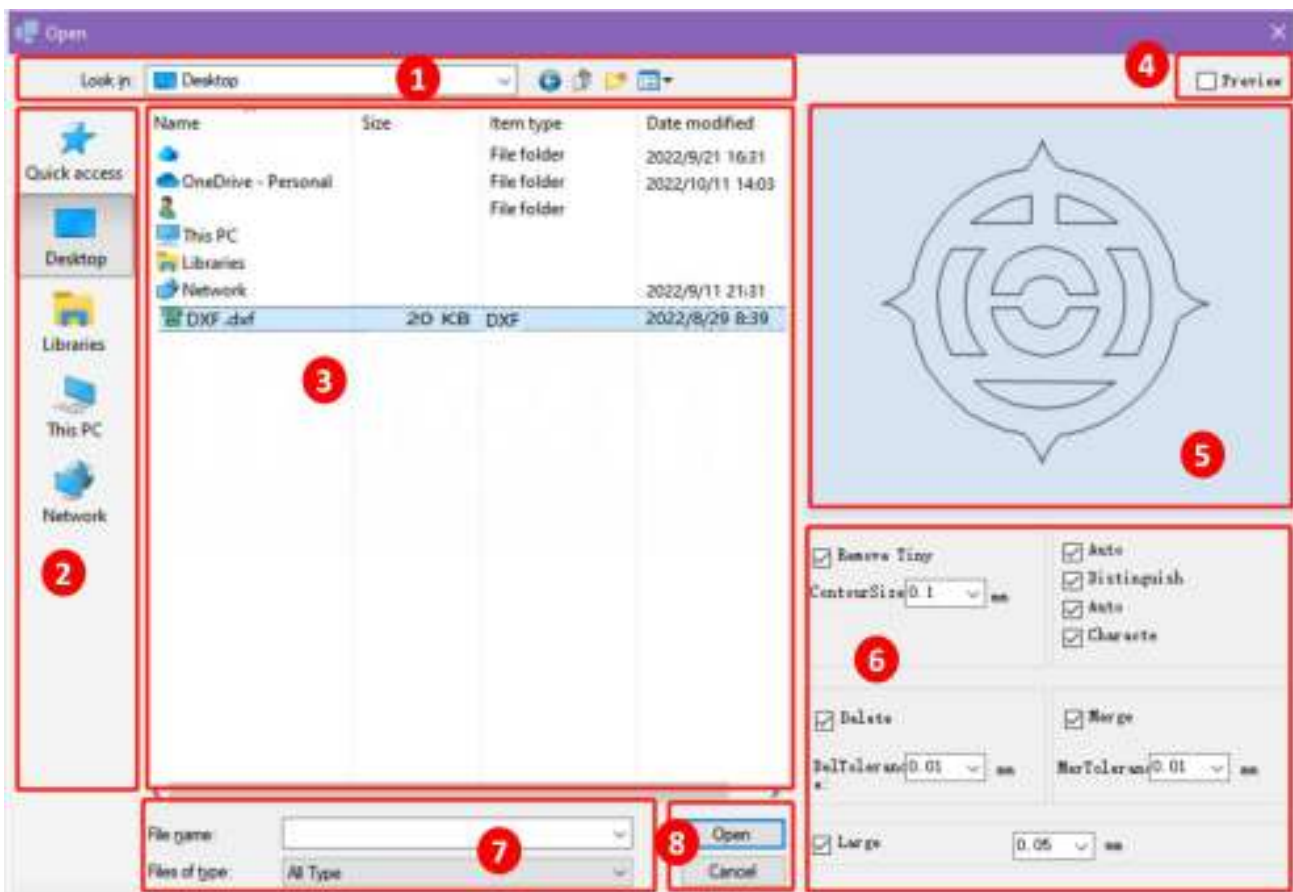 Open
Look in: Desktop
1
4
Preview
Quick access
Desktop
Libraries
This PC
Network
2
Name Size Item type Date modified
File folder 2022/9/21 16:31
OneDrive - Personal File folder 2022/10/11 14:03
File folder
This PC
Libraries
Network 2022/9/11 21:31
DXF.dxf 20 KB DXF 2022/8/29 8:39
3
5
Remove Tiny
ContourSize 0.1 mm
Auto
Distinguish
Auto
Characte
6
Delete
Merge
DelToleranc 0.01 mm
MerToleranc 0.01 mm
Large 0.05 mm
File name:
Files of type: All Type
7
8
Open
Cancel